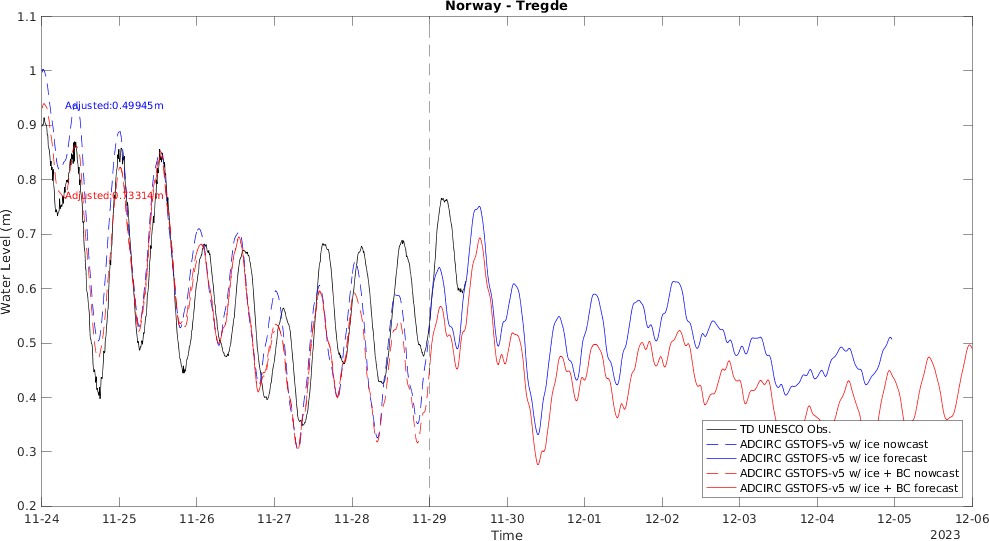 Norway - Tregde
1.1
1
0.9
0.8
0.7
0.6
0.5
0.4
0.3
0.2
Water Level (m)
Adjusted:0.49945m
Adjusted:0.73314m
TD UNESCO Obs.
ADCIRC GSTOFS-v5 w/ ice nowcast
ADCIRC GSTOFS-v5 w/ ice forecast
ADCIRC GSTOFS-v5 w/ ice + BC nowcast
ADCIRC GSTOFS-v5 w/ ice + BC forecast
11-24 11-25 11-26 11-27 11-28 11-29 11-30 12-01 12-02 12-03 12-04 12-05 12-06
Time
2023